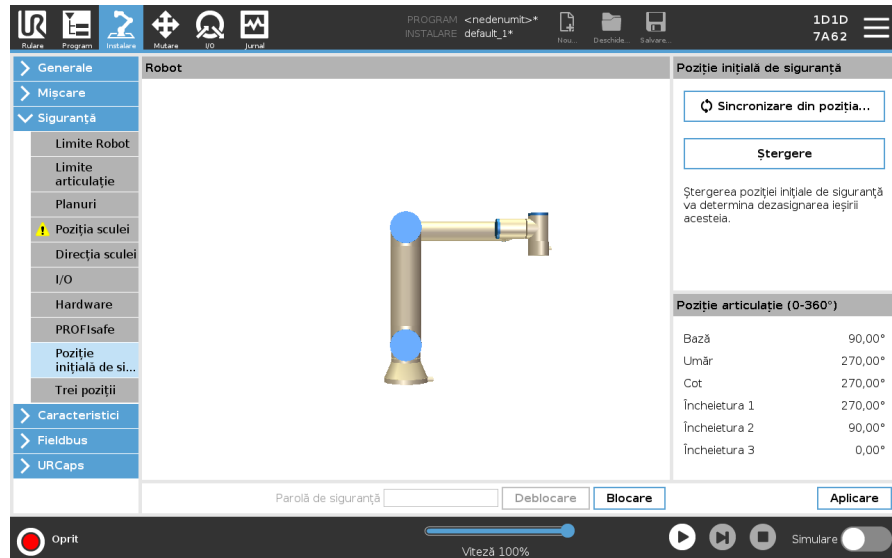 PROGRAM <nedenumit>*
INSTALARE default_1*
1D1D
7A62
Rulare Program Instalare Mutare I/O Jurnal Nou... Deschide... Salvare...
Generale
Mișcare
Siguranță
Limite Robot
Limite
articulație
Planuri
Poziția sculei
Direcția sculei
I/O
Hardware
PROFIsafe
Poziție
inițială de si...
Trei poziții
Caracteristici
Fieldbus
URCaps
Robot
Poziție inițială de siguranță
Sincronizare din poziția...
Ștergere
Ștergerea poziției inițiale de siguranță
va determina dezasignarea ieșirii
acesteia.
Poziție articulație (0-360°)
Bază 90,00°
Umăr 270,00°
Cot 270,00°
Încheietura 1 270,00°
Încheietura 2 90,00°
Încheietura 3 0,00°
Parolă de siguranță Deblocare Blocare Aplicare
Oprit
Viteză 100%
Simulare